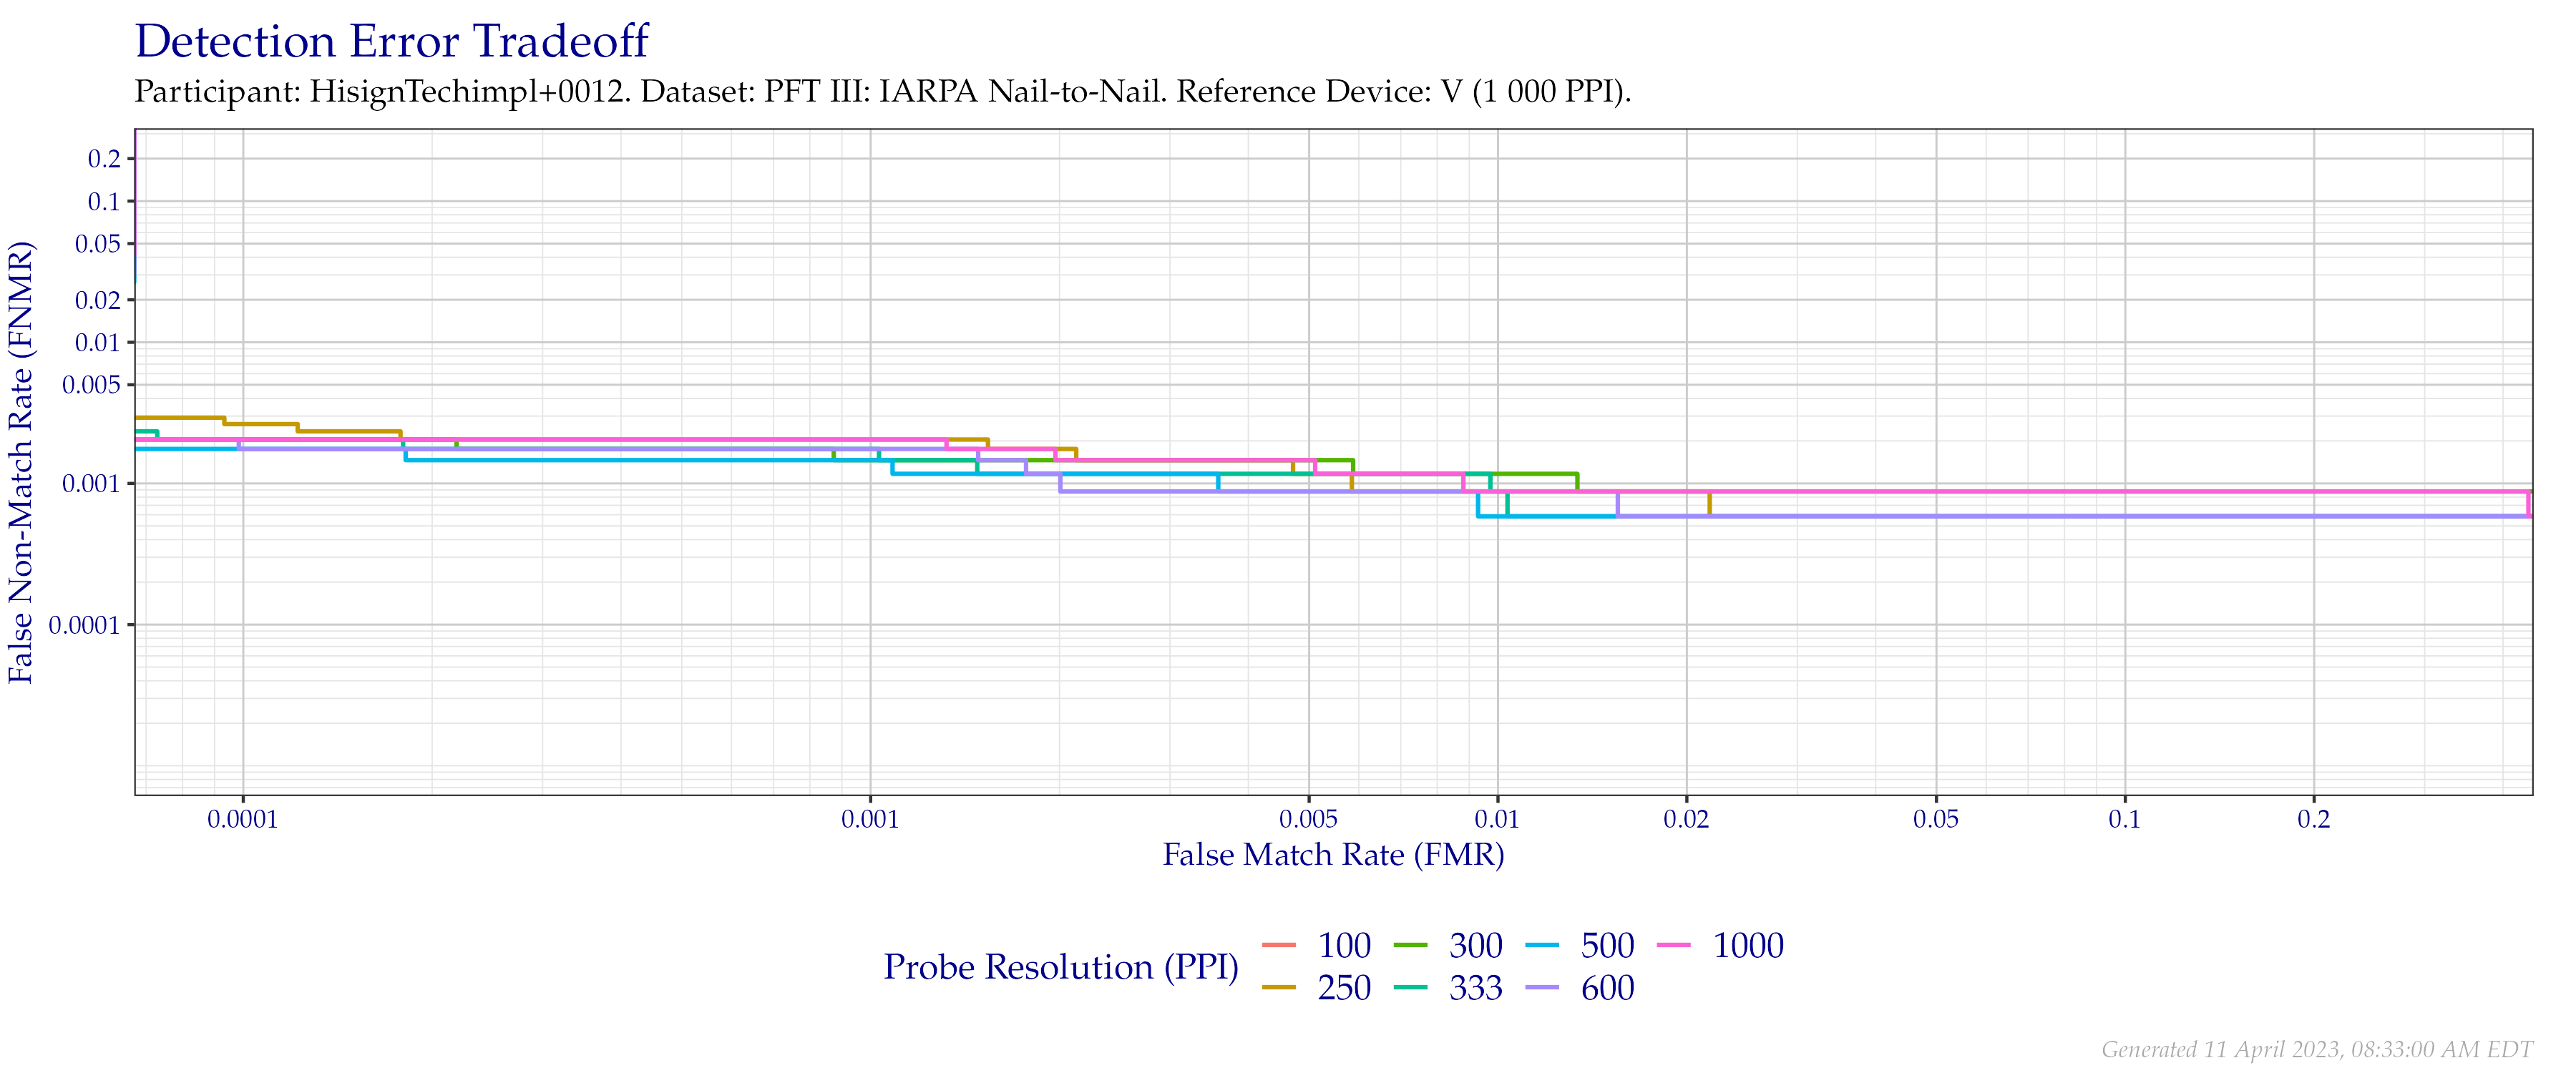 Detection Error Tradeoff
Participant: HisignTechimpl+0012. Dataset: PFT III: IARPA Nail-to-Nail. Reference Device: V (1 000 PPI).
False Non-Match Rate (FNMR)
0.2
0.1
0.05
0.02
0.01
0.005
0.001
0.0001
0.0001 0.001 0.005 0.01 0.02 0.05 0.1 0.2
False Match Rate (FMR)
Probe Resolution (PPI)
100 300 500 1000
250 333 600
Generated 11 April 2023, 08:33:00 AM EDT